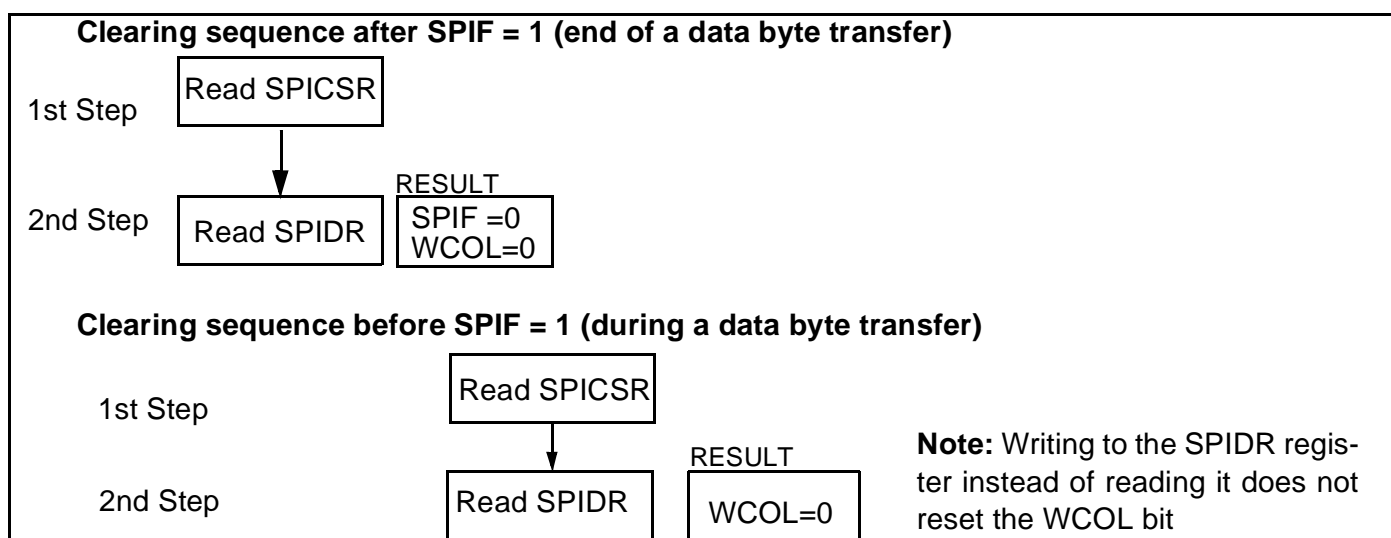 Clearing sequence after SPIF = 1 (end of a data byte transfer)
1st Step
Read SPICSR
2nd Step
Read SPIDR
RESULT
SPIF =0
WCOL=0
Clearing sequence before SPIF = 1 (during a data byte transfer)
1st Step
Read SPICSR
2nd Step
Read SPIDR
RESULT
WCOL=0
Note: Writing to the SPIDR regis-
ter instead of reading it does not
reset the WCOL bit